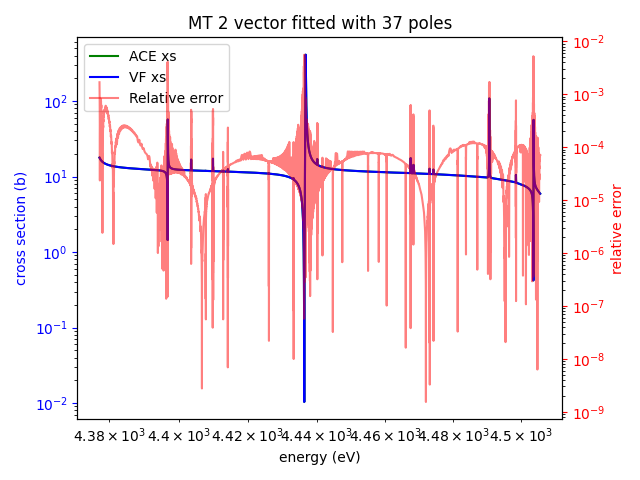 MT 2 vector fitted with 37 poles
ACE xs
VF xs
Relative error
10² 10¹ 10⁰ 10⁻¹ 10⁻²
cross section (b)
10⁻² 10⁻³ 10⁻⁴ 10⁻⁵ 10⁻⁶ 10⁻⁷ 10⁻⁸ 10⁻⁹
relative error
4.38 × 10³ 4.4 × 10³ 4.42 × 10³ 4.44 × 10³ 4.46 × 10³ 4.48 × 10³ 4.5 × 10³
energy (eV)